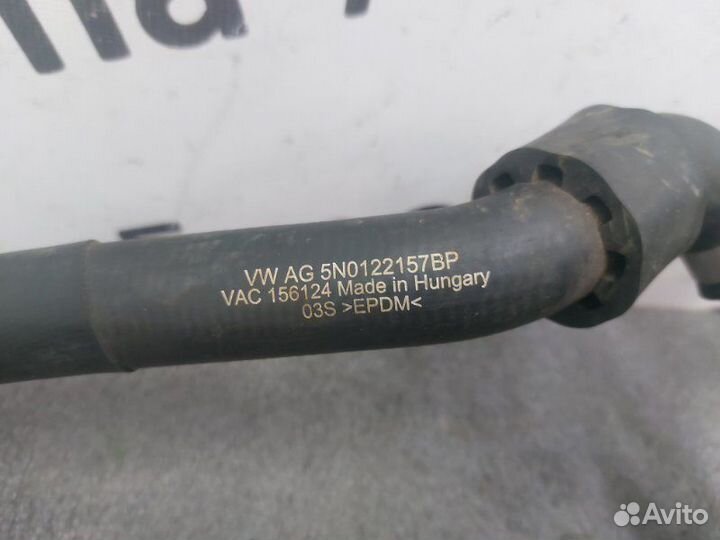 VW AG 5N0122157BP
VAC 156124 Made in Hungary
03S >EPDM<
Avito